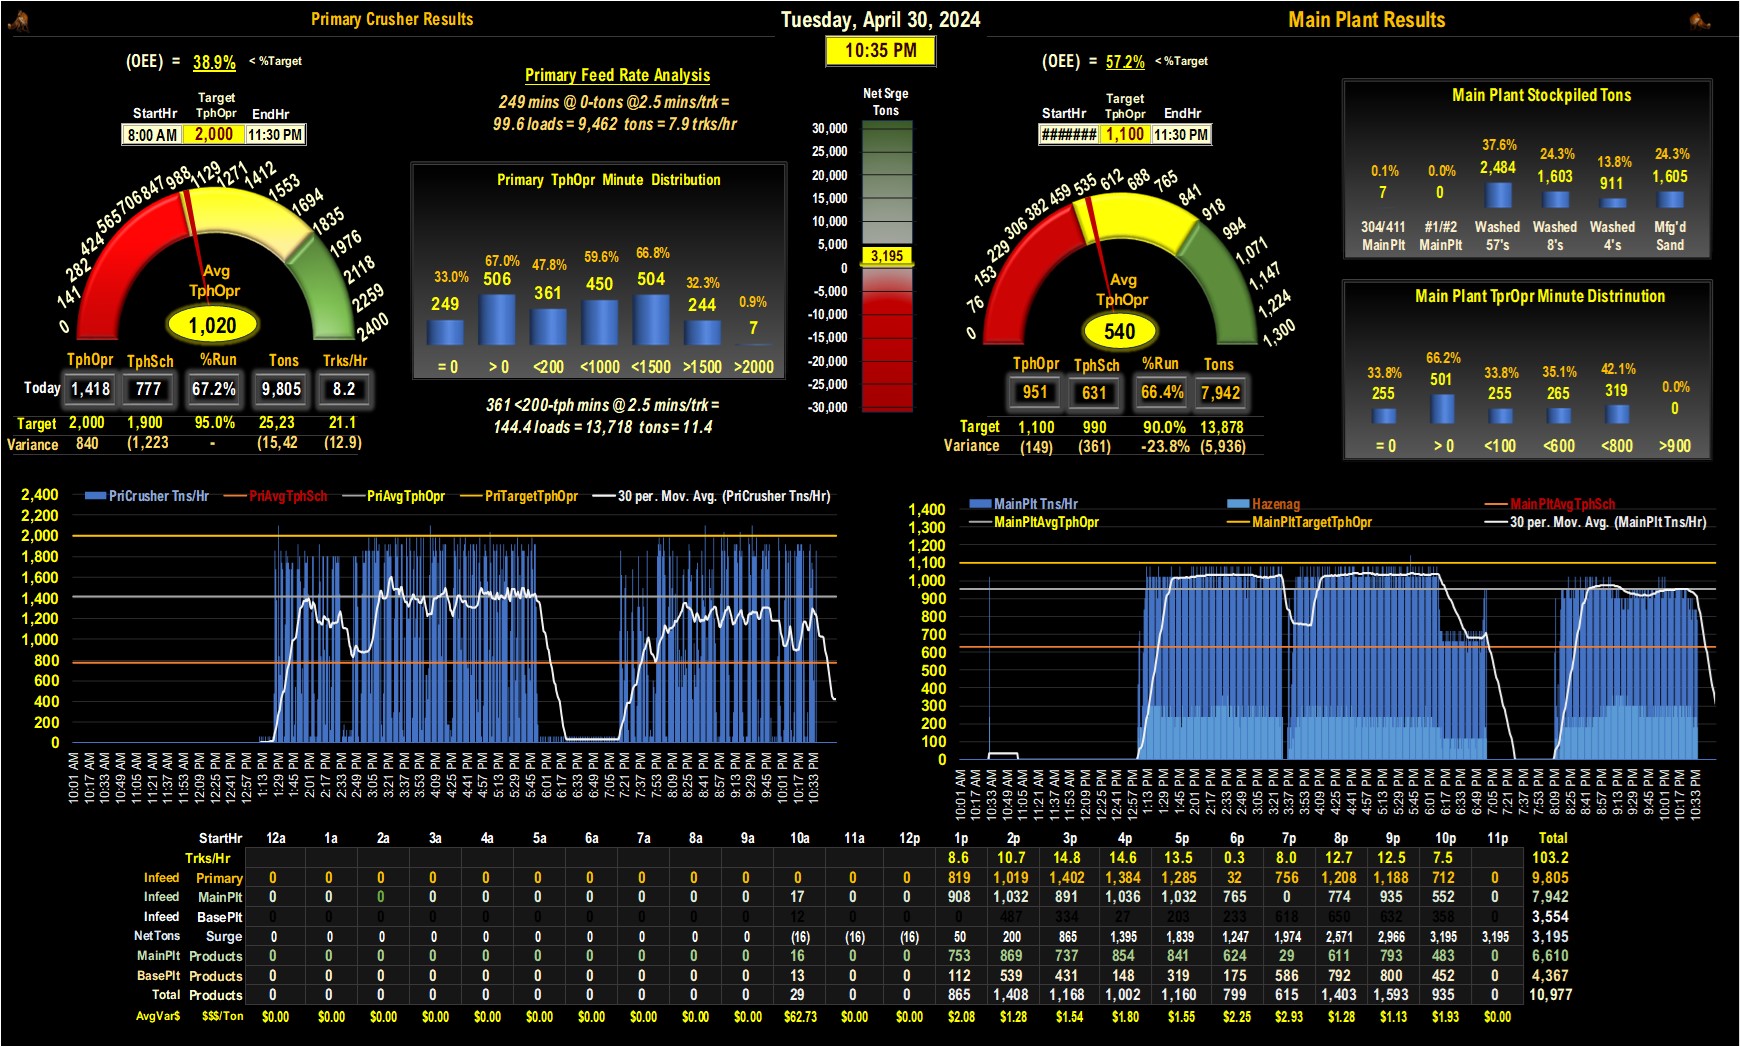 Primary Crusher Results
Tuesday, April 30, 2024
Main Plant Results
10:35 PM
(OEE) = 38.9% < %Target
StartHr Target TphOpr EndHr
8:00 AM 2,000 11:30 PM
0 141 282 424 565 706 847 988 1129 1271 1412 1553 1694 1835 1976 2118 2259 2400
Avg
TphOpr
1,020
TphOpr TphSch %Run Tons Trks/Hr
Today 1,418 777 67.2% 9,805 8.2
Target 2,000 1,900 95.0% 25,23 21.1
Variance 840 (1,223 - (15,42 (12.9)
Primary Feed Rate Analysis
249 mins @ 0-tons @2.5 mins/trk =
99.6 loads = 9,462 tons = 7.9 trks/hr
Primary TphOpr Minute Distribution
33.0% 67.0% 47.8% 59.6% 66.8% 32.3% 0.9%
249 506 361 450 504 244 7
= 0 > 0 <200 <1000 <1500 >1500 >2000
361 <200-tph mins @ 2.5 mins/trk =
144.4 loads = 13,718 tons = 11.4
Net Srge
Tons
30,000
25,000
20,000
15,000
10,000
5,000
3,195
0
-5,000
-10,000
-15,000
-20,000
-25,000
-30,000
(OEE) = 57.2% < %Target
StartHr Target TphOpr EndHr
####### 1,100 11:30 PM
0 76 153 229 306 382 459 535 612 688 765 841 918 994 1,071 1,147 1,224 1,300
Avg
TphOpr
540
TphOpr TphSch %Run Tons
951 631 66.4% 7,942
Target 1,100 990 90.0% 13,878
Variance (149) (361) -23.8% (5,936)
Main Plant Stockpiled Tons
0.1% 0.0% 37.6% 24.3% 13.8% 24.3%
7 0 2,484 1,603 911 1,605
304/411 #1/#2 Washed Washed Washed Mfg'd
MainPlt MainPlt 57's 8's 4's Sand
Main Plant TprOpr Minute Distrinution
33.8% 66.2% 33.8% 35.1% 42.1% 0.0%
255 501 255 265 319 0
= 0 > 0 <100 <600 <800 >900
PriCrusher Tns/Hr PriAvgTphSch PriAvgTphOpr PriTargetTphOpr 30 per. Mov. Avg. (PriCrusher Tns/Hr)
2,400
2,200
2,000
1,800
1,600
1,400
1,200
1,000
800
600
400
200
0
10:01 AM 10:17 AM 10:33 AM 10:49 AM 11:05 AM 11:21 AM 11:37 AM 11:53 AM 12:09 PM 12:25 PM 12:41 PM 12:57 PM 1:13 PM 1:29 PM 1:45 PM 2:01 PM 2:17 PM 2:33 PM 2:49 PM 3:05 PM 3:21 PM 3:37 PM 3:53 PM 4:09 PM 4:25 PM 4:41 PM 4:57 PM 5:13 PM 5:29 PM 5:45 PM 6:01 PM 6:17 PM 6:33 PM 6:49 PM 7:05 PM 7:21 PM 7:37 PM 7:53 PM 8:09 PM 8:25 PM 8:41 PM 8:57 PM 9:13 PM 9:29 PM 9:45 PM 10:01 PM 10:17 PM 10:33 PM
MainPlt Tns/Hr Hazenag MainPltAvgTphSch
MainPltAvgTphOpr MainPltTargetTphOpr 30 per. Mov. Avg. (MainPlt Tns/Hr)
1,400
1,300
1,200
1,100
1,000
900
800
700
600
500
400
300
200
100
0
10:01 AM 10:17 AM 10:33 AM 10:49 AM 11:05 AM 11:21 AM 11:37 AM 11:53 AM 12:09 PM 12:25 PM 12:41 PM 12:57 PM 1:13 PM 1:29 PM 1:45 PM 2:01 PM 2:17 PM 2:33 PM 2:49 PM 3:05 PM 3:21 PM 3:37 PM 3:53 PM 4:09 PM 4:25 PM 4:41 PM 4:57 PM 5:13 PM 5:29 PM 5:45 PM 6:01 PM 6:17 PM 6:33 PM 6:49 PM 7:05 PM 7:21 PM 7:37 PM 7:53 PM 8:09 PM 8:25 PM 8:41 PM 8:57 PM 9:13 PM 9:29 PM 9:45 PM 10:01 PM 10:17 PM 10:33 PM
StartHr 12a 1a 2a 3a 4a 5a 6a 7a 8a 9a 10a 11a 12p 1p 2p 3p 4p 5p 6p 7p 8p 9p 10p 11p Total
Trks/Hr 8.6 10.7 14.8 14.6 13.5 0.3 8.0 12.7 12.5 7.5 103.2
Infeed Primary 0 0 0 0 0 0 0 0 0 0 0 0 0 819 1,019 1,402 1,384 1,285 32 756 1,208 1,188 712 0 9,805
Infeed MainPlt 0 0 0 0 0 0 0 0 0 0 17 0 0 908 1,032 891 1,036 1,032 765 0 774 935 552 0 7,942
Infeed BasePlt 0 0 0 0 0 0 0 0 0 0 12 0 0 0 487 334 27 203 233 618 650 632 358 0 3,554
NetTons Surge 0 0 0 0 0 0 0 0 0 0 (16) (16) (16) 50 200 865 1,395 1,839 1,247 1,974 2,571 2,966 3,195 3,195 3,195
MainPlt Products 0 0 0 0 0 0 0 0 0 0 16 0 0 753 869 737 854 841 624 29 611 793 483 0 6,610
BasePlt Products 0 0 0 0 0 0 0 0 0 0 13 0 0 112 539 431 148 319 175 586 792 800 452 0 4,367
Total Products 0 0 0 0 0 0 0 0 0 0 29 0 0 865 1,408 1,168 1,002 1,160 799 615 1,403 1,593 935 0 10,977
AvgVar$ $$$/Ton $0.00 $0.00 $0.00 $0.00 $0.00 $0.00 $0.00 $0.00 $0.00 $0.00 $62.73 $0.00 $0.00 $2.08 $1.28 $1.54 $1.80 $1.55 $2.25 $2.93 $1.28 $1.13 $1.93 $0.00